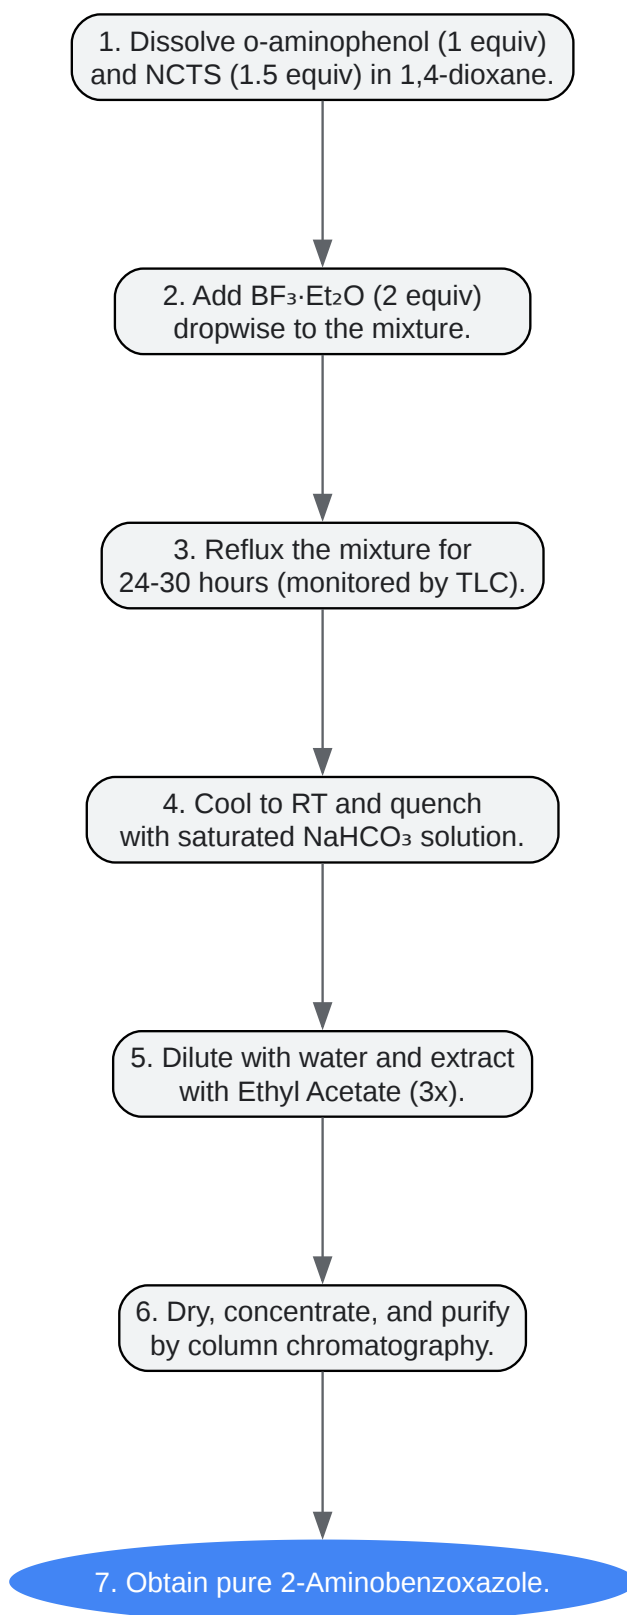 1. Dissolve o-aminophenol (1 equiv)
and NCTS (1.5 equiv) in 1,4-dioxane.
2. Add BF₃·Et₂O (2 equiv)
dropwise to the mixture.
3. Reflux the mixture for
24-30 hours (monitored by TLC).
4. Cool to RT and quench
with saturated NaHCO₃ solution.
5. Dilute with water and extract
with Ethyl Acetate (3x).
6. Dry, concentrate, and purify
by column chromatography.
7. Obtain pure 2-Aminobenzoxazole.